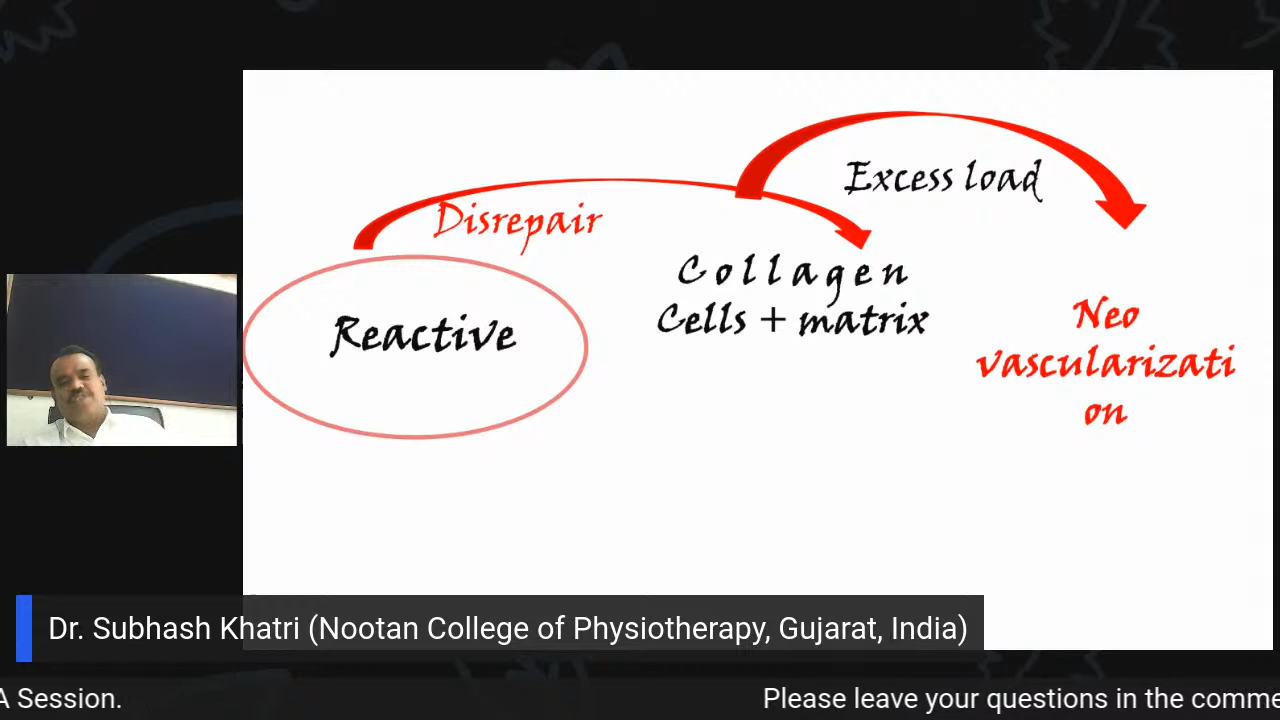 Excess load
Disrepair
Reactive
Collagen
Cells + matrix
Neo
vascularizati
on
Dr. Subhash Khatri (Nootan College of Physiotherapy, Gujarat, India)
A Session.
Please leave your questions in the comme